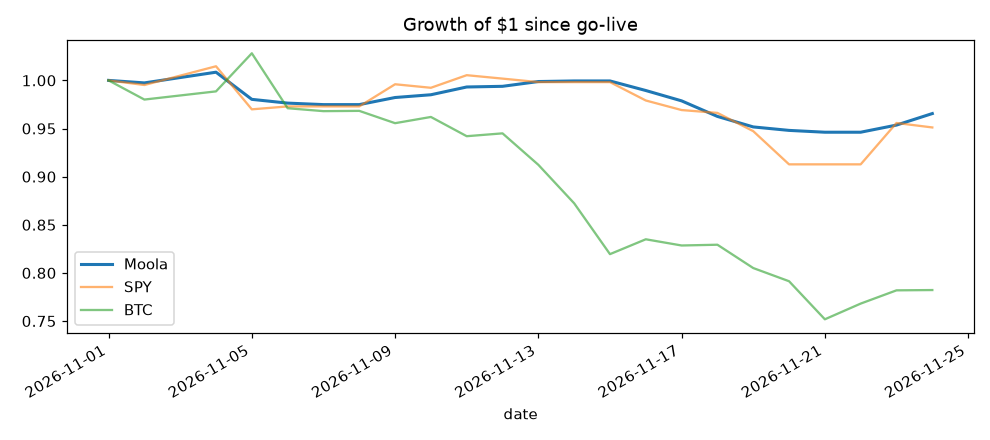 Growth of $1 since go-live
1.00
0.95
0.90
0.85
0.80
0.75
Moola
SPY
BTC
2026-11-01
2026-11-05
2026-11-09
2026-11-13
2026-11-17
2026-11-21
2026-11-25
date